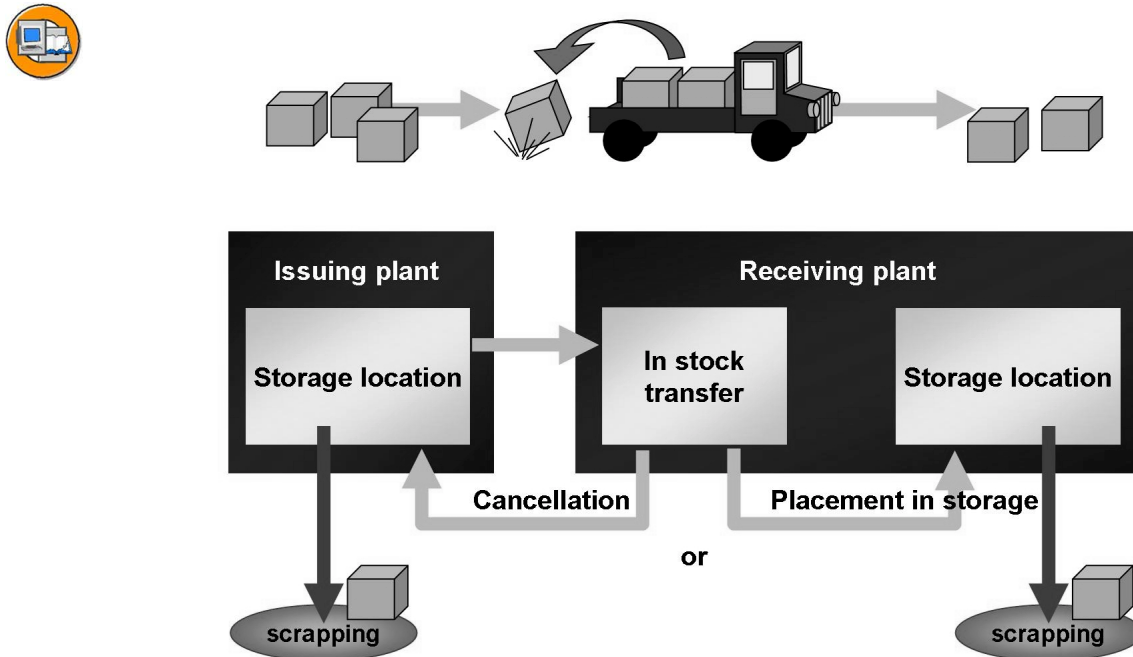 Issuing plant
Receiving plant
Storage location
In stock
transfer
Storage location
Cancellation
Placement in storage
or
scrapping
scrapping